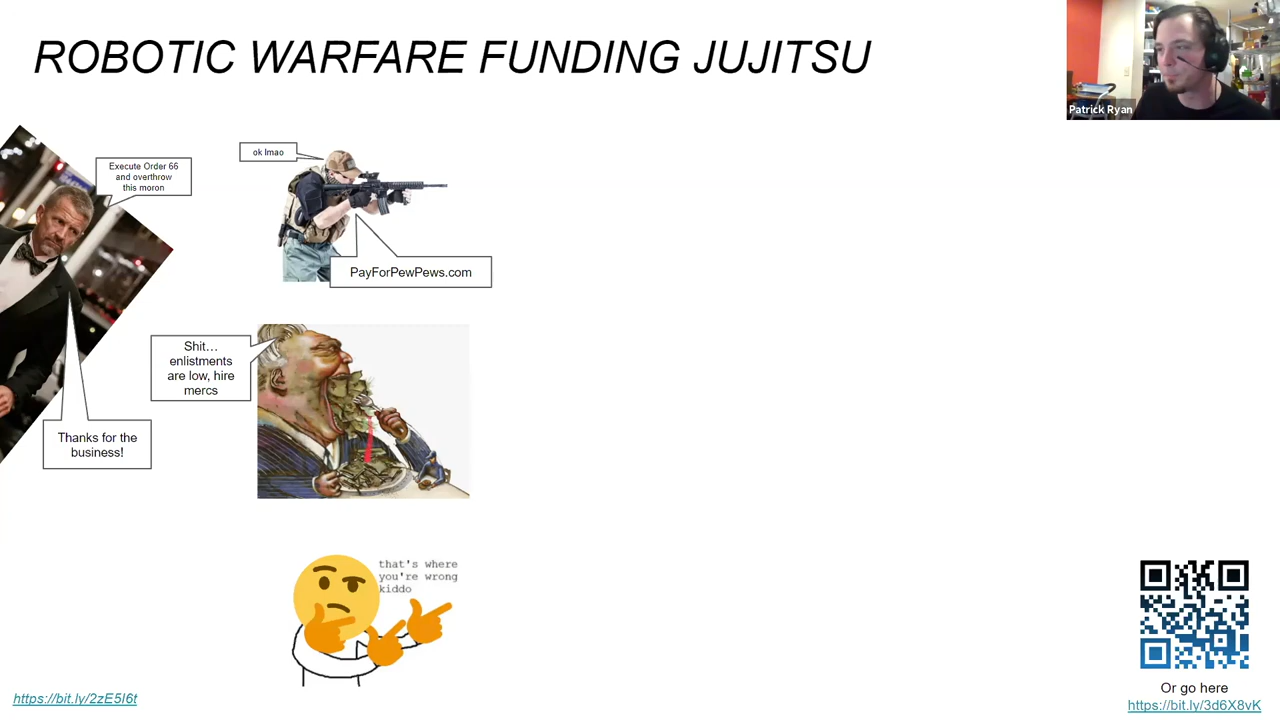 ROBOTIC WARFARE FUNDING JUJITSU
Patrick Ryan
Execute Order 66
and overthrow
this moron
ok lmao
PayForPewPews.com
Shit...
enlistments
are low, hire
mercs
Thanks for the
business!
that's where
you're wrong
kiddo
https://bit.ly/2zE5I6t
Or go here
https://bit.ly/3d6X8vK